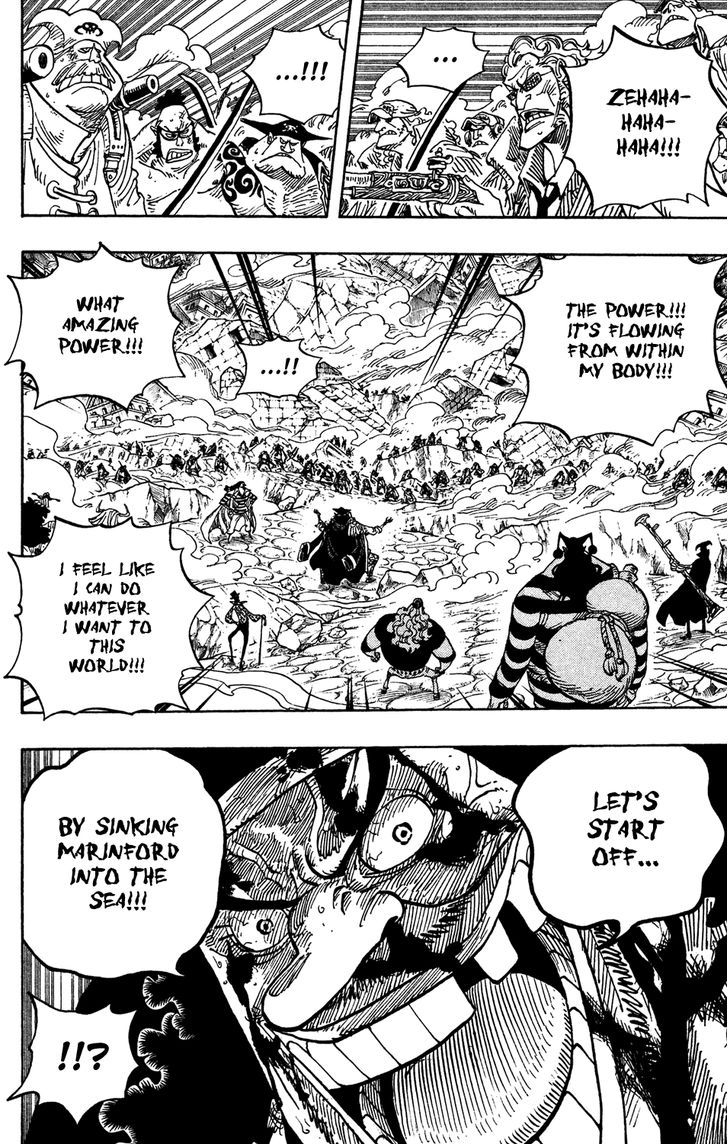 ZEHAHA-
HAHA-
HAHA!!!
...
...!!!
THE POWER!!!
IT'S FLOWING
FROM WITHIN
MY BODY!!!
...!!
WHAT
AMAZING
POWER!!!
I FEEL LIKE
I CAN DO
WHATEVER
I WANT TO
THIS
WORLD!!!
LET'S
START
OFF...
BY SINKING
MARINFORD
INTO THE
SEA!!!
!!?